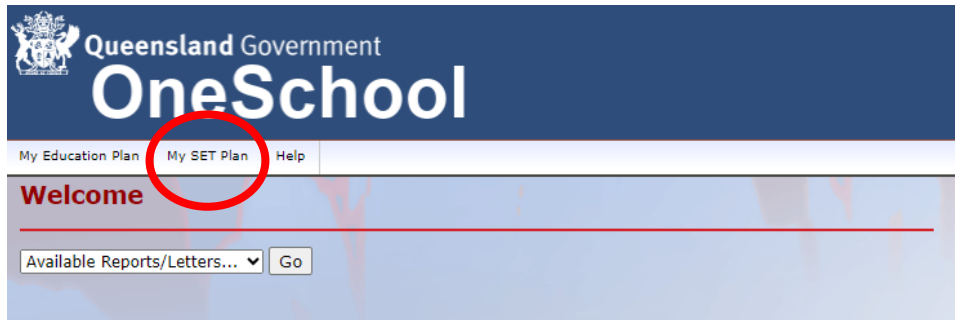 Queensland Government
OneSchool
My Education Plan My SET Plan Help
Welcome
Available Reports/Letters... Go